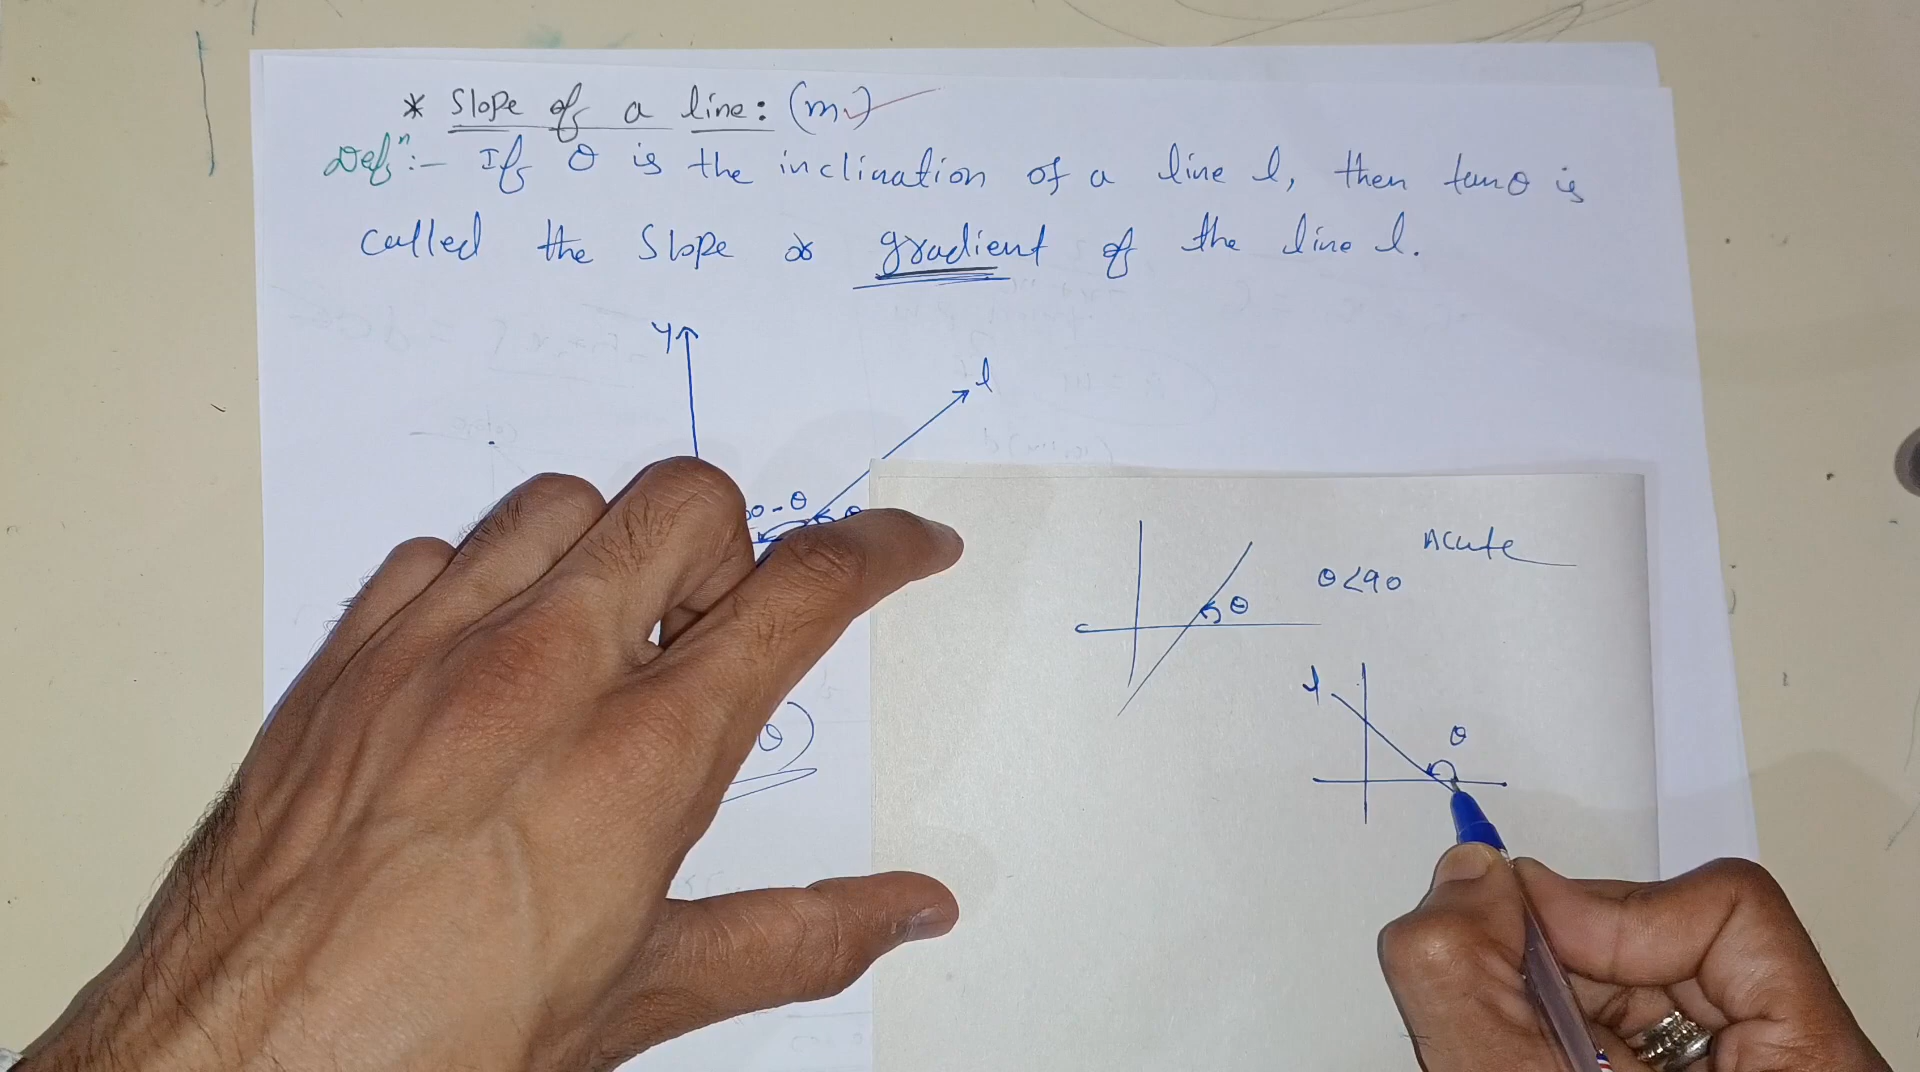 * Slope of a line: (m)
Defⁿ:- If θ is the inclination of a line l, then tanθ is
called the slope or gradient of the line l.
y
l
0-θ
θ
Acute
θ<90
θ
l
θ
θ)